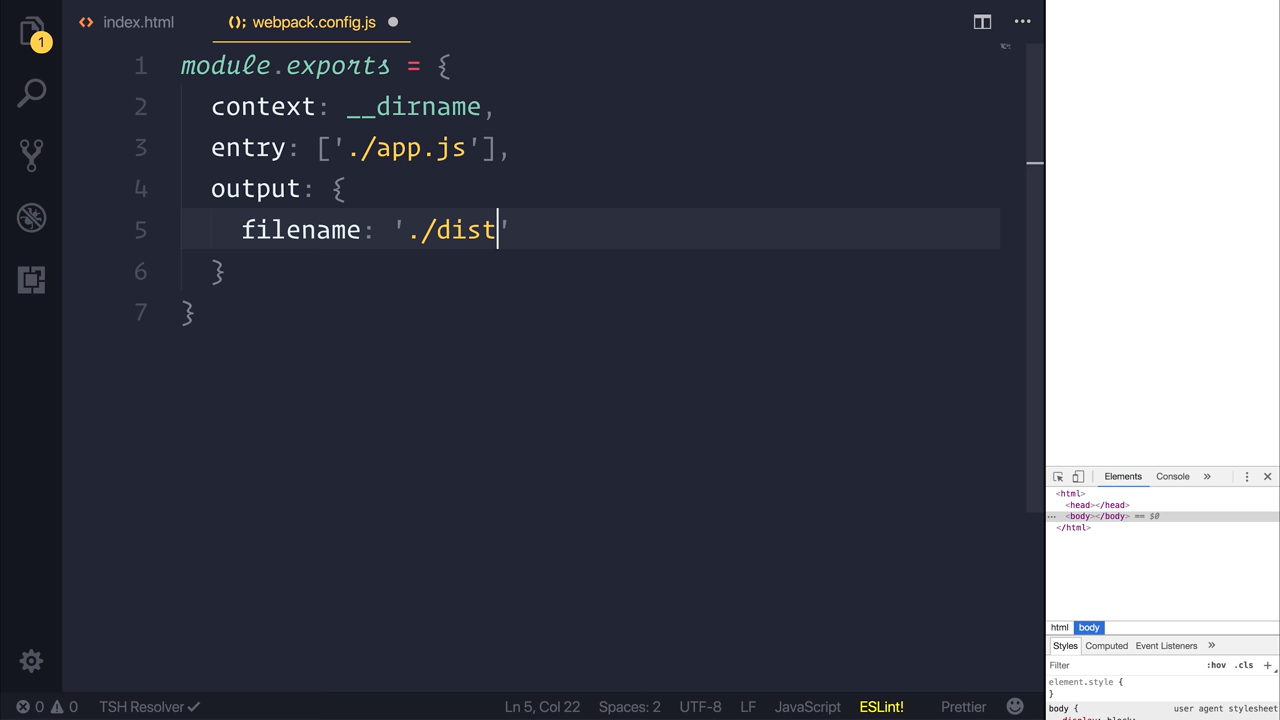 index.html
webpack.config.js
1
1 module.exports = {
2 context: __dirname,
3 entry: ['./app.js'],
4 output: {
5 filename: './dist'
6 }
7 }
Elements Console »
<html>
<head></head>
... <body></body> == $0
</html>
html body
Styles Computed Event Listeners »
Filter :hov .cls +
element.style {
}
body { user agent stylesheet
display: block;
0 0 TSH Resolver Ln 5, Col 22 Spaces: 2 UTF-8 LF JavaScript ESLint! Prettier